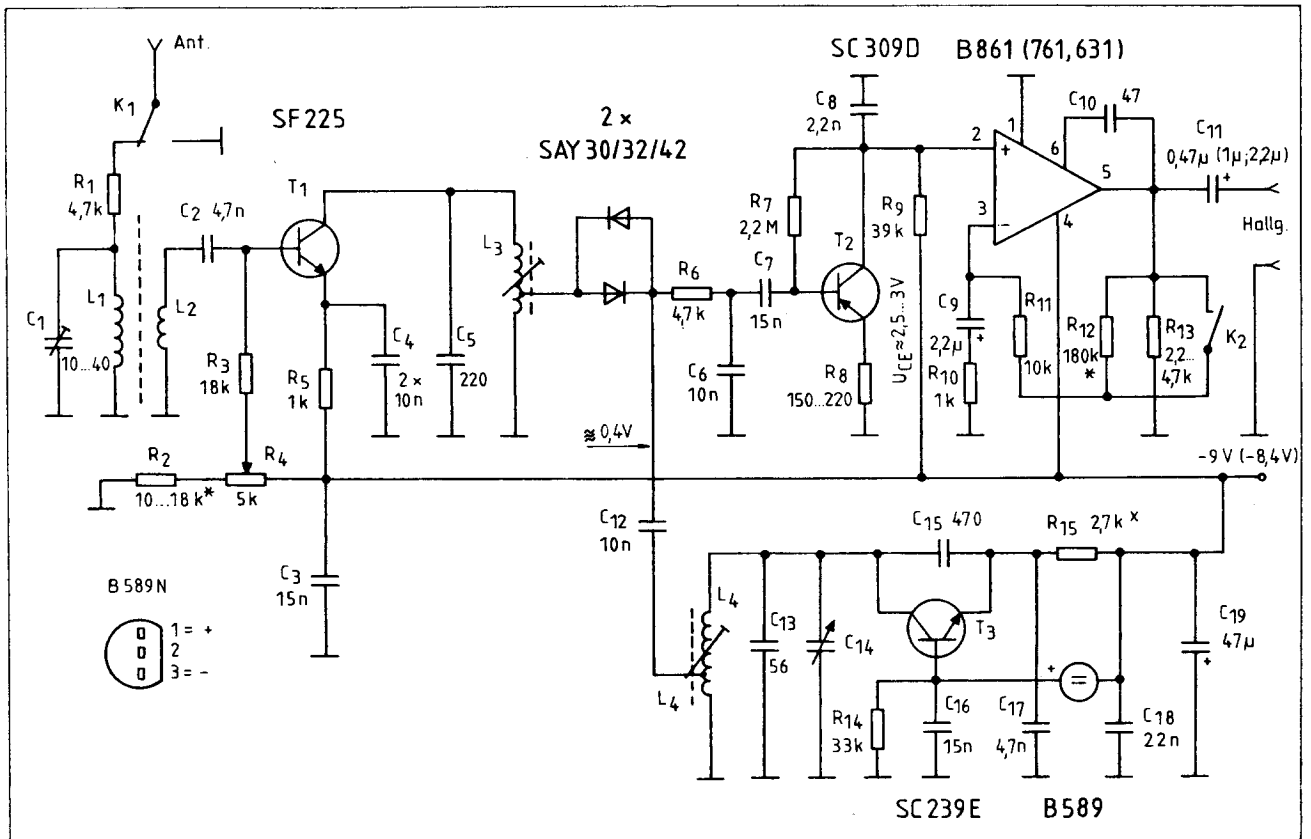 Ant.
K1
SF225
2 ×
SAY 30/32/42
SC309D
B861 (761,631)
R1
4,7k
C2 4,7n
T1
C1
10...40
L1
L2
R3
18k
R5
1k
C4
2×
10n
C5
220
L3
R6
4,7k
C6
10n
C7
15n
R7
2,2M
C8
2,2n
T2
R8
150...220
UCE≈2,5...3V
R9
39k
2
+
3
-
1
6
5
4
C9
2,2µ
+
R10
1k
R11
10k
C10 47
R12
180k
*
R13
2,2...
4,7k
K2
C11
0,47µ (1µ;2,2µ)
+
Hallg.
-9V (-8,4V)
R2
10...18k*
R4
5k
≈0,4V
C3
15n
C12
10n
B589N
1 = +
2
3 = -
L4
L4
C13
56
C14
C15 470
T3
R14
33k
C16
15n
C17
4,7n
+
=
R15 2,7k ×
C18
22n
C19
47µ
+
SC239E
B589